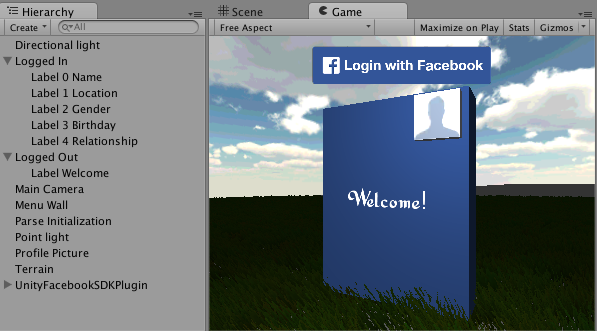 Hierarchy
Create
All
Directional light
Logged In
Label 0 Name
Label 1 Location
Label 2 Gender
Label 3 Birthday
Label 4 Relationship
Logged Out
Label Welcome
Main Camera
Menu Wall
Parse Initialization
Point light
Profile Picture
Terrain
UnityFacebookSDKPlugin
Scene
Game
Free Aspect
Maximize on Play
Stats
Gizmos
f Login with Facebook
Welcome!